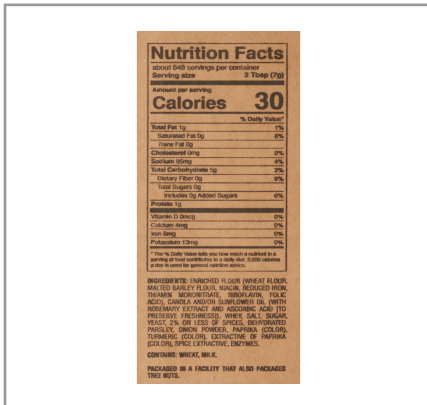 Nutrition Facts
about 648 servings per container
Serving size 2 Tbsp (7g)
Amount per serving
Calories 30
% Daily Value*
Total Fat 1g 1%
Saturated Fat 0g 0%
Trans Fat 0g
Cholesterol 0mg 0%
Sodium 95mg 4%
Total Carbohydrate 5g 2%
Dietary Fiber 0g 0%
Total Sugars 0g
Includes 0g Added Sugars 0%
Protein 1g
Vitamin D 0mcg 0%
Calcium 4mg 0%
Iron 0mg 0%
Potassium 13mg 0%
* The % Daily Value tells you how much a nutrient in a
serving of food contributes to a daily diet. 2,000 calories
a day is used for general nutrition advice.
INGREDIENTS: ENRICHED FLOUR (WHEAT FLOUR,
MALTED BARLEY FLOUR, NIACIN, REDUCED IRON,
THIAMIN MONONITRATE, RIBOFLAVIN, FOLIC
ACID), CANOLA AND/OR SUNFLOWER OIL (WITH
ROSEMARY EXTRACT AND ASCORBIC ACID [TO
PRESERVE FRESHNESS]), WHEY, SALT, SUGAR,
YEAST, 2% OR LESS OF SPICES, DEHYDRATED
PARSLEY, ONION POWDER, PAPRIKA (COLOR),
TURMERIC (COLOR), EXTRACTIVE OF PAPRIKA
(COLOR), SPICE EXTRACTIVE, ENZYMES.
CONTAINS: WHEAT, MILK.
PACKAGED IN A FACILITY THAT ALSO PACKAGES
TREE NUTS.